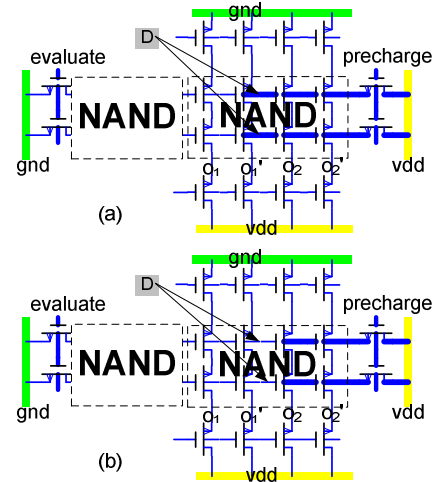 gnd
D
evaluate
precharge
NAND
NAND
gnd
vdd
O1 O1' O2 O2'
(a)
vdd
gnd
D
evaluate
precharge
NAND
NAND
gnd
vdd
O1 O1' O2 O2'
(b)
vdd